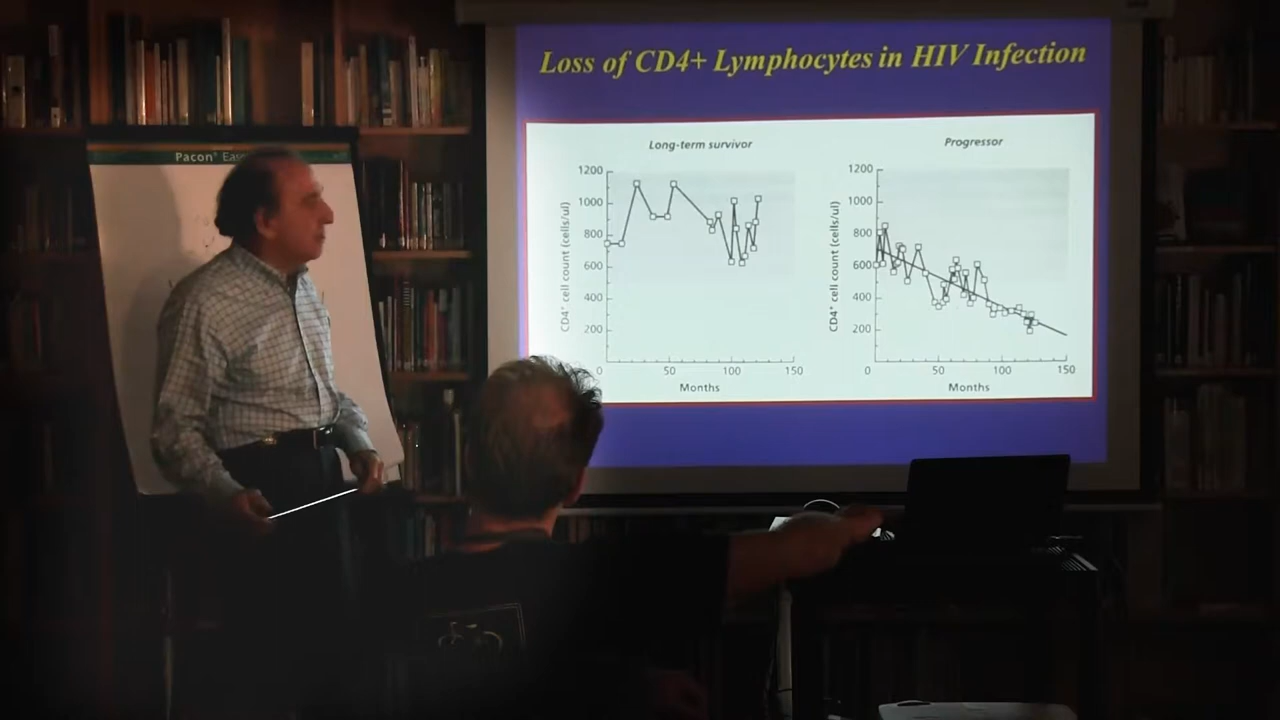 Loss of CD4+ Lymphocytes in HIV Infection
Pacon®
Long-term survivor
1200
1000
800
600
400
200
0
50
100
150
CD4⁺ cell count (cells/ul)
Months
Progressor
1200
1000
800
600
400
200
0
50
100
150
CD4⁺ cell count (cells/ul)
Months